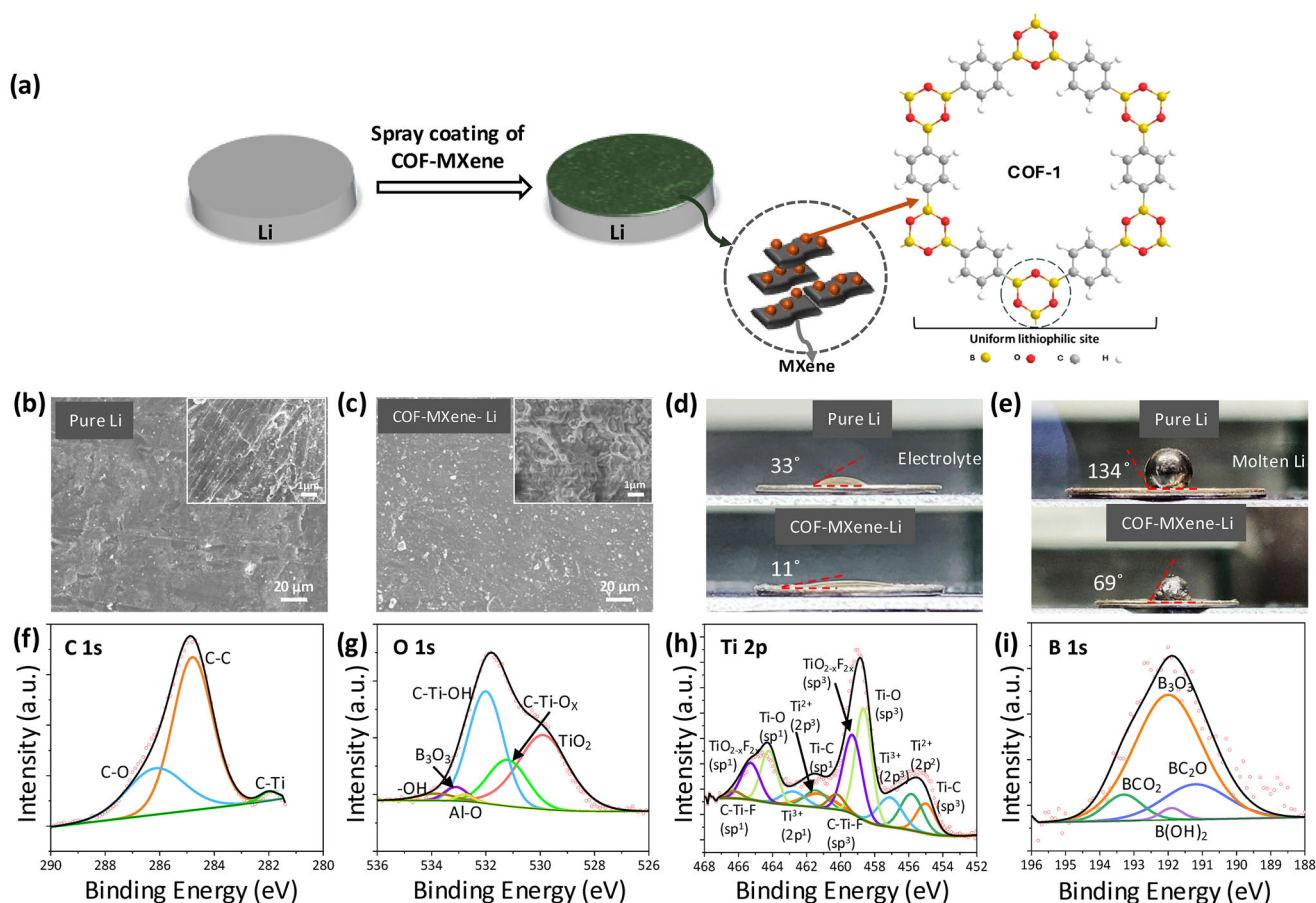 (a)
Spray coating of
COF-MXene
Li
Li
MXene
COF-1
Uniform lithiophilic site
B O C H
(b)
Pure Li
1μm
20 μm
(c)
COF-MXene- Li
1μm
20 μm
(d)
Pure Li
33°
Electrolyte
COF-MXene-Li
11°
(e)
Pure Li
134°
Molten Li
COF-MXene-Li
69°
(f)
C 1s
C-C
C-O
C-Ti
Intensity (a.u.)
290 288 286 284 282 280
Binding Energy (eV)
(g)
O 1s
C-Ti-OH
C-Ti-Oₓ
TiO₂
B₃O₃
-OH
Al-O
Intensity (a.u.)
536 534 532 530 528 526
Binding Energy (eV)
(h)
Ti 2p
TiO₂₋ₓF₂ₓ
(sp³)
Ti-O
(sp³)
Ti-O
(sp¹)
Ti²⁺
(2p³)
Ti-C
(sp¹)
TiO₂₋ₓF₂ₓ
(sp¹)
Ti³⁺
(2p³)
Ti²⁺
(2p²)
Ti-C
(sp³)
C-Ti-F
(sp¹)
Ti³⁺
(2p¹)
C-Ti-F
(sp³)
Intensity (a.u.)
468 466 464 462 460 458 456 454 452
Binding Energy (eV)
(i)
B 1s
B₃O₃
BC₂O
BCO₂
B(OH)₂
Intensity (a.u.)
196 195 194 193 192 191 190 189 188
Binding Energy (eV)